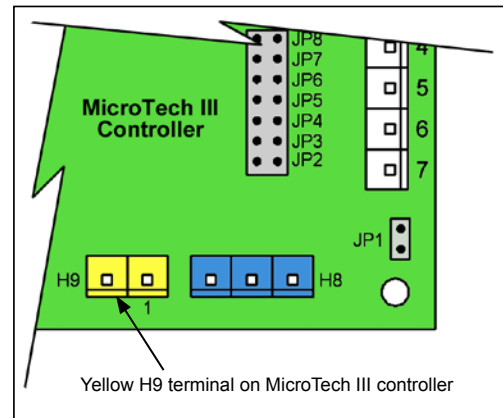 JP8
JP7
JP6
JP5
JP4
JP3
JP2
MicroTech III
Controller
4
5
6
7
JP1
H9
1
H8
Yellow H9 terminal on MicroTech III controller